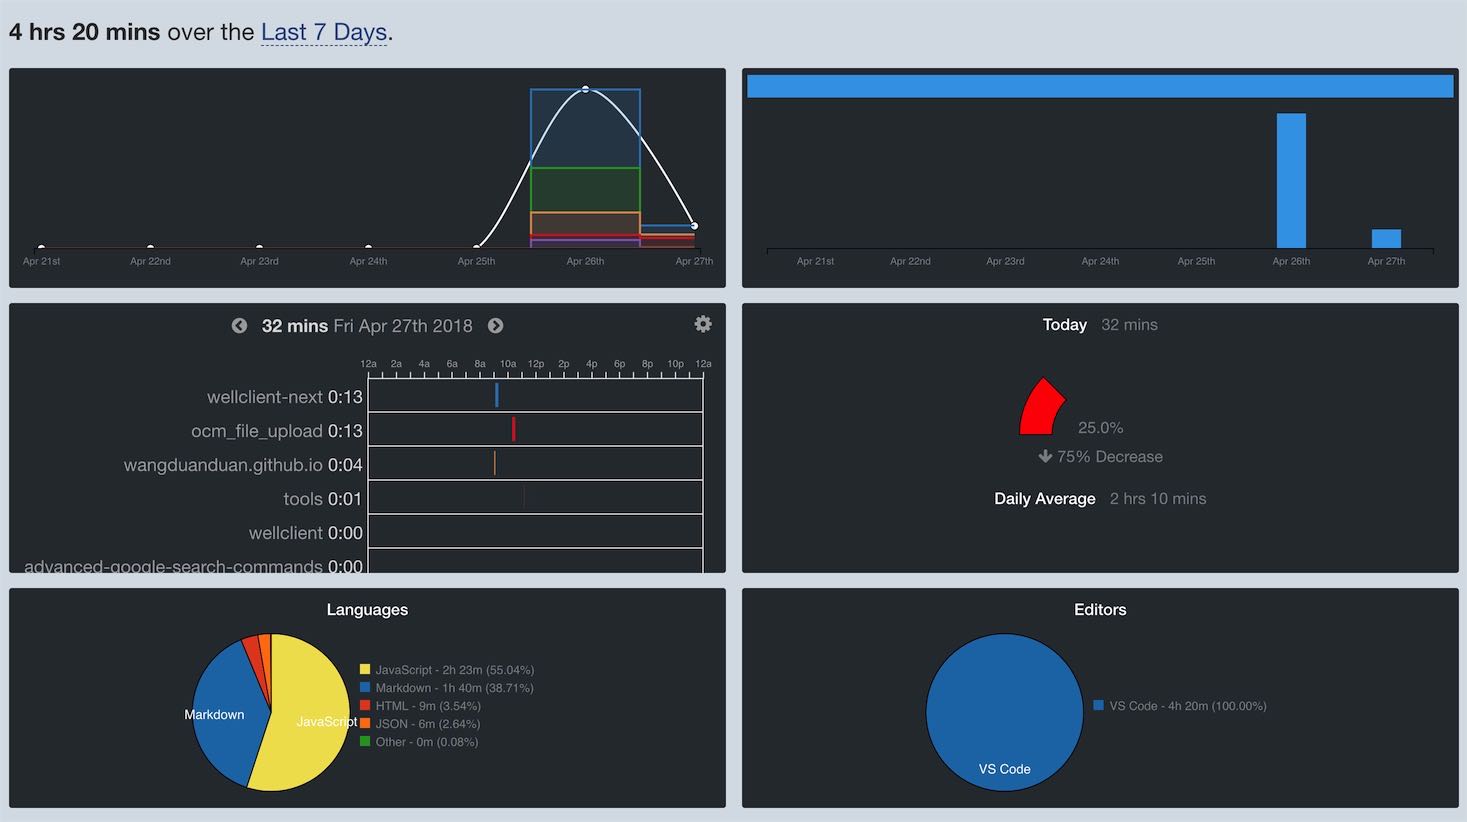 4 hrs 20 mins over the Last 7 Days.
Apr 21st Apr 22nd Apr 23rd Apr 24th Apr 25th Apr 26th Apr 27th
Apr 21st Apr 22nd Apr 23rd Apr 24th Apr 25th Apr 26th Apr 27th
32 mins Fri Apr 27th 2018
12a 2a 4a 6a 8a 10a 12p 2p 4p 6p 8p 10p 12a
wellclient-next 0:13
ocm_file_upload 0:13
wangduanduan.github.io 0:04
tools 0:01
wellclient 0:00
advanced-google-search-commands 0:00
Today 32 mins
25.0%
75% Decrease
Daily Average 2 hrs 10 mins
Languages
Markdown
JavaScript
JavaScript - 2h 23m (55.04%)
Markdown - 1h 40m (38.71%)
HTML - 9m (3.54%)
JSON - 6m (2.64%)
Other - 0m (0.08%)
Editors
VS Code
VS Code - 4h 20m (100.00%)